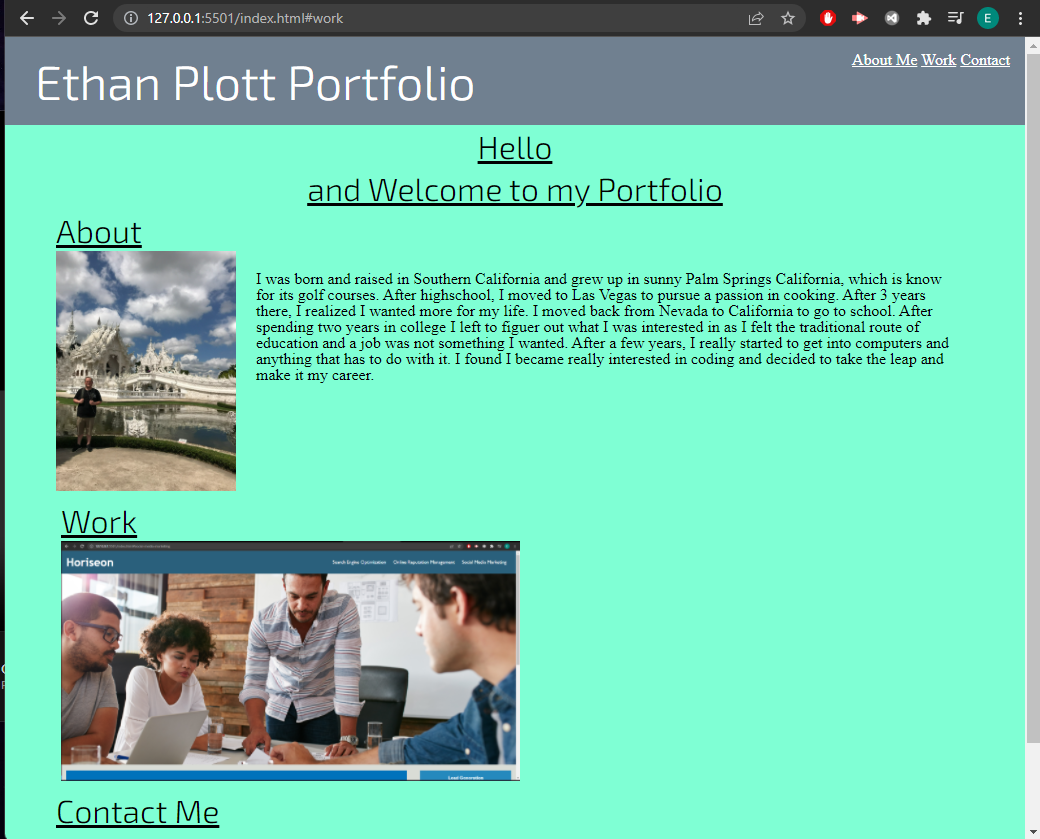 127.0.0.1:5501/index.html#work
E
Ethan Plott Portfolio
About Me Work Contact
Hello
and Welcome to my Portfolio
About
I was born and raised in Southern California and grew up in sunny Palm Springs California, which is know
for its golf courses. After highschool, I moved to Las Vegas to pursue a passion in cooking. After 3 years
there, I realized I wanted more for my life. I moved back from Nevada to California to go to school. After
spending two years in college I left to figuer out what I was interested in as I felt the traditional route of
education and a job was not something I wanted. After a few years, I really started to get into computers and
anything that has to do with it. I found I became really interested in coding and decided to take the leap and
make it my career.
Work
Horiseon
Search Engine Optimization Online Reputation Management Social Media Marketing
Lead Generation
Contact Me